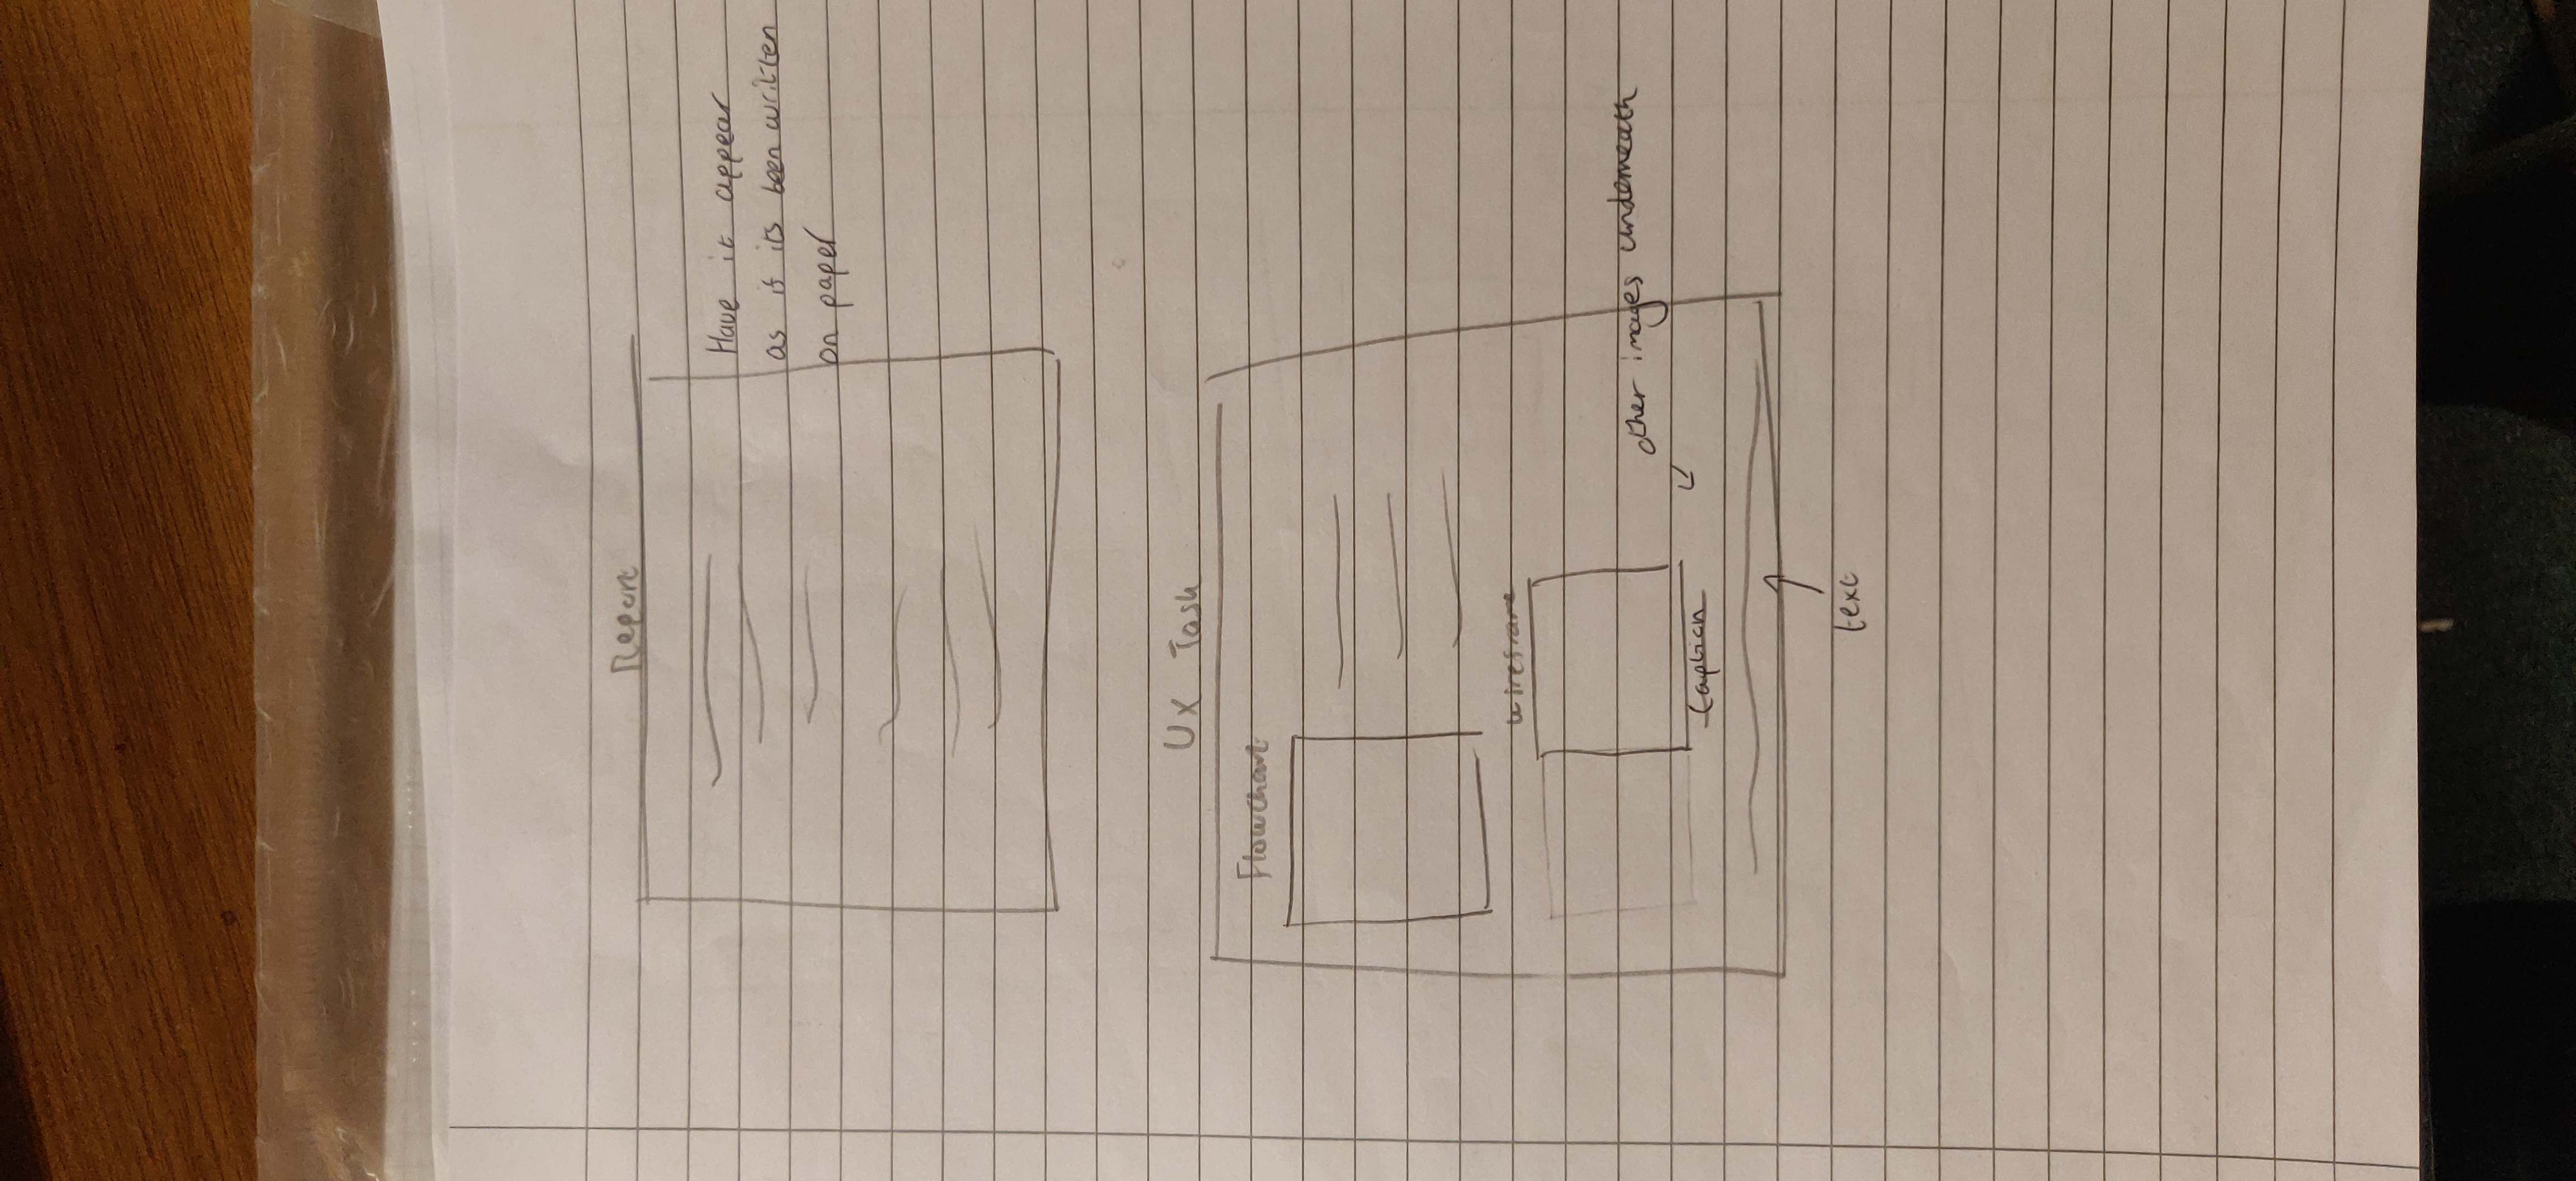 Report
Have it appear
as if its been written
on paper
UX Task
Flowchart
wireframe
other images underneath
Caption
text